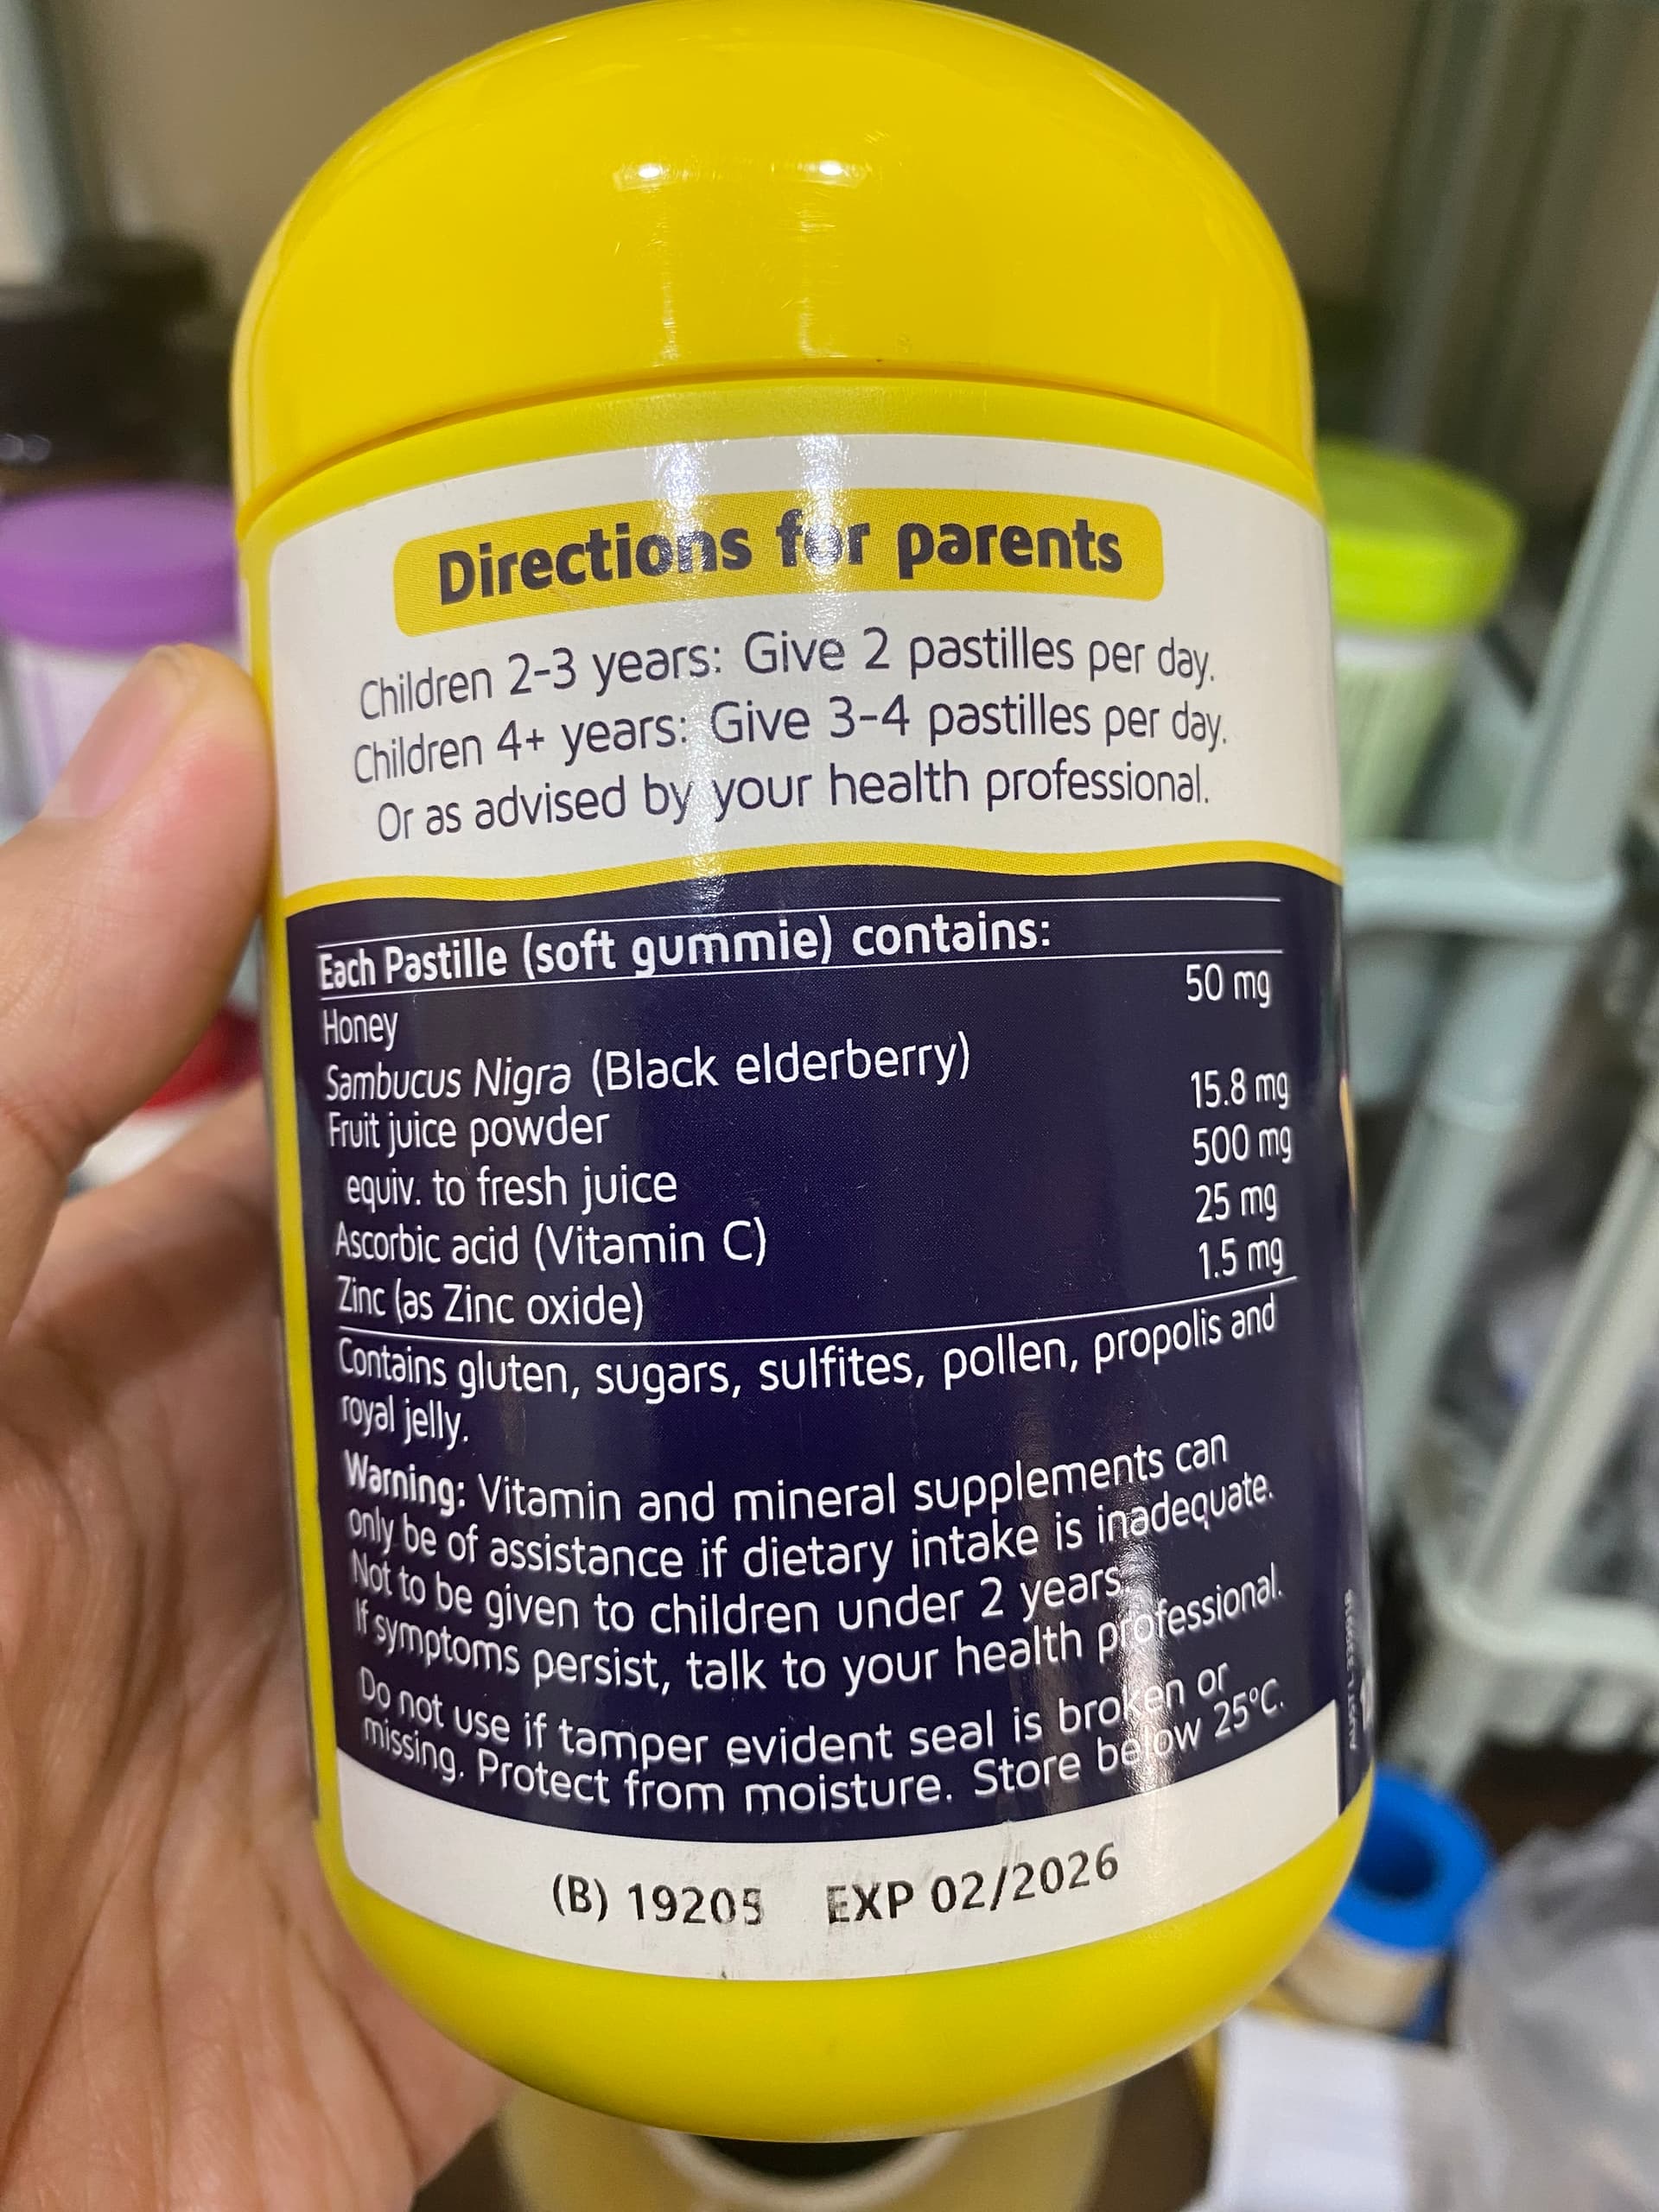 Directions for parents
Children 2-3 years: Give 2 pastilles per day.
Children 4+ years: Give 3-4 pastilles per day.
Or as advised by your health professional.
Each Pastille (soft gummie) contains:
Honey 50 mg
Sambucus Nigra (Black elderberry)
Fruit juice powder 15.8 mg
equiv. to fresh juice 500 mg
Ascorbic acid (Vitamin C) 25 mg
Zinc (as Zinc oxide) 1.5 mg
Contains gluten, sugars, sulfites, pollen, propolis and
royal jelly.
Warning: Vitamin and mineral supplements can
only be of assistance if dietary intake is inadequate.
Not to be given to children under 2 years.
If symptoms persist, talk to your health professional.
Do not use if tamper evident seal is broken or
missing. Protect from moisture. Store below 25°C.
(B) 19205 EXP 02/2026